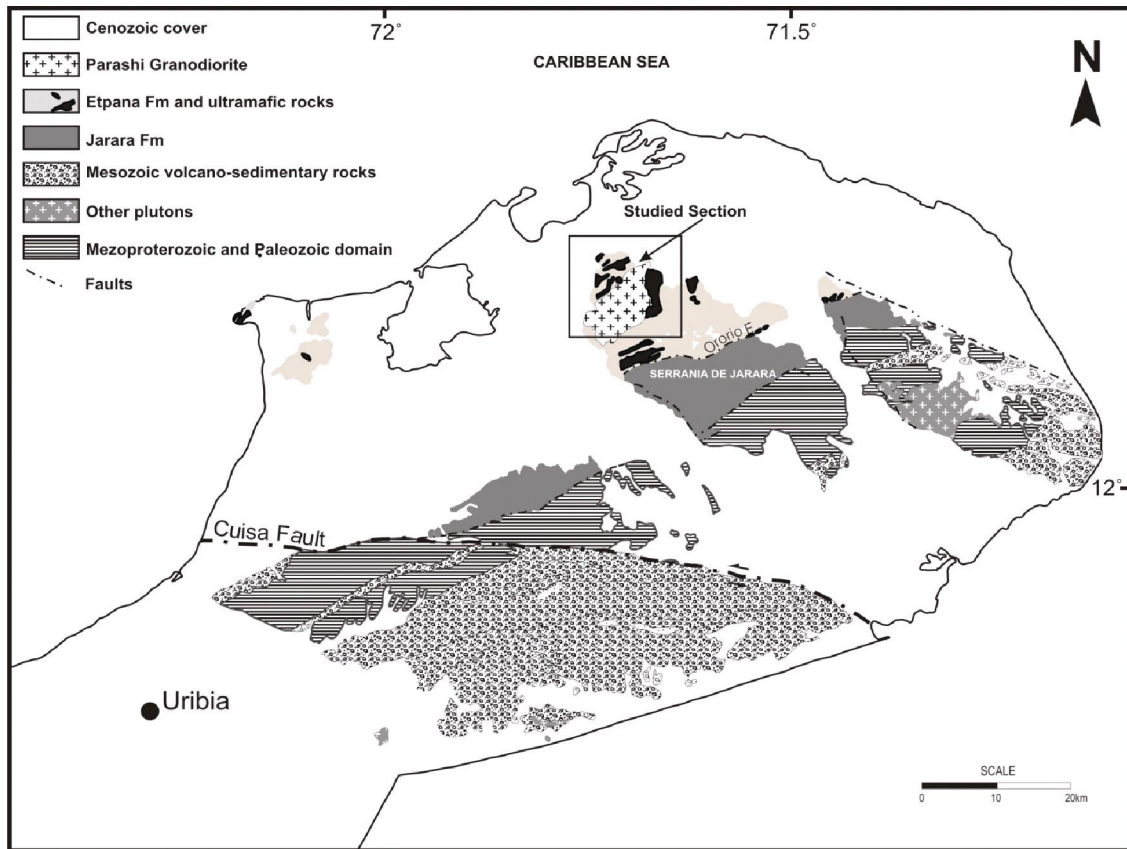 72°
71.5°
Cenozoic cover
Parashi Granodiorite
Etpana Fm and ultramafic rocks
Jarara Fm
Mesozoic volcano-sedimentary rocks
Other plutons
Mezoproterozoic and Paleozoic domain
Faults
CARIBBEAN SEA
N
Studied Section
Ororio F
SERRANIA DE JARARA
12°
Cuisa Fault
Uribia
SCALE
0 10 20km